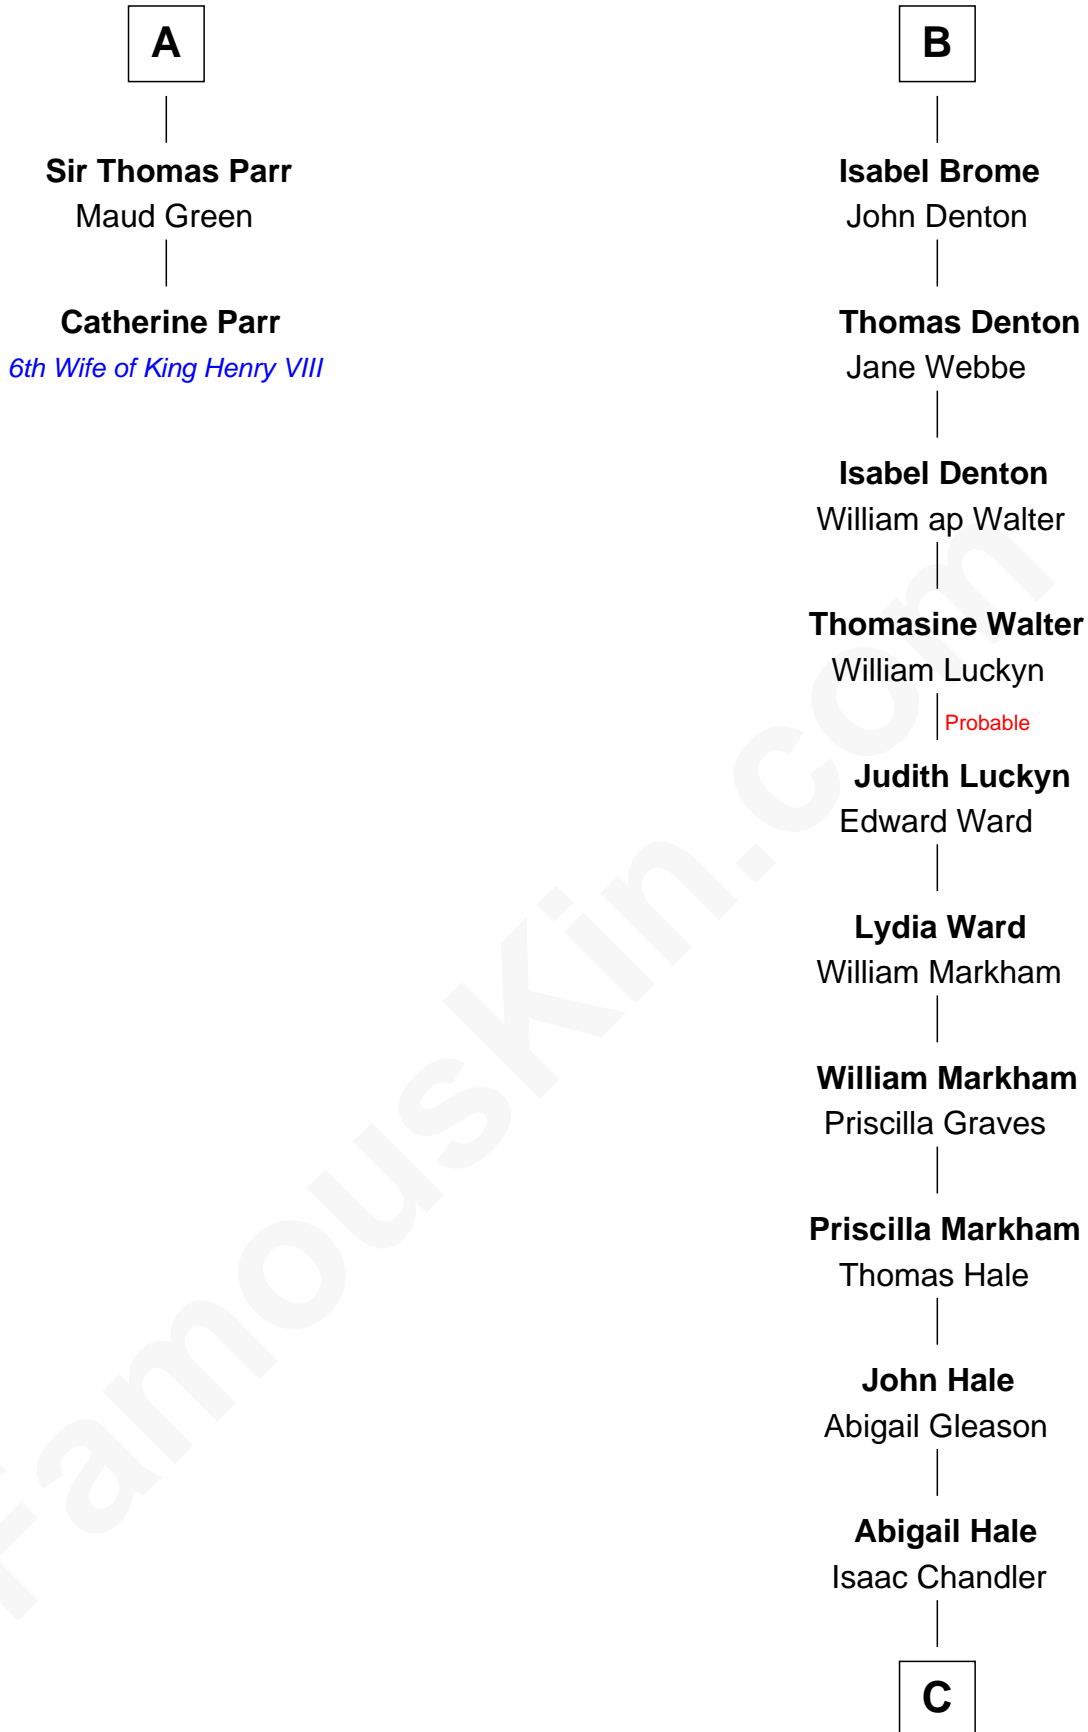 A
Sir Thomas Parr
Maud Green
Catherine Parr
6th Wife of King Henry VIII
B
Isabel Brome
John Denton
Thomas Denton
Jane Webbe
Isabel Denton
William ap Walter
Thomasine Walter
William Luckyn
Probable
Judith Luckyn
Edward Ward
Lydia Ward
William Markham
William Markham
Priscilla Graves
Priscilla Markham
Thomas Hale
John Hale
Abigail Gleason
Abigail Hale
Isaac Chandler
C
FamousKin.com